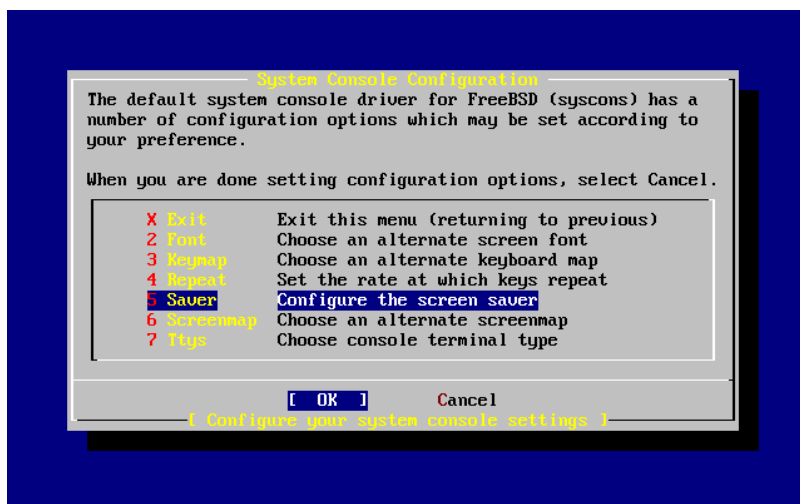 System Console Configuration
The default system console driver for FreeBSD (syscons) has a
number of configuration options which may be set according to
your preference.
When you are done setting configuration options, select Cancel.
X Exit Exit this menu (returning to previous)
2 Font Choose an alternate screen font
3 Keymap Choose an alternate keyboard map
4 Repeat Set the rate at which keys repeat
5 Saver Configure the screen saver
6 Screenmap Choose an alternate screenmap
7 Ttys Choose console terminal type
[ OK ] Cancel
[ Configure your system console settings ]